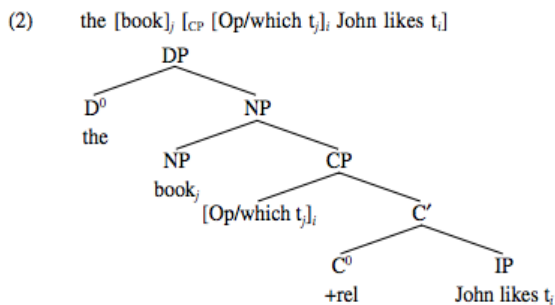 (2) the [book]ⱼ [CP [Op/which tⱼ]ᵢ John likes tᵢ]
DP
D⁰ NP
the
NP CP
bookⱼ
[Op/which tⱼ]ᵢ C′
C⁰ IP
+rel John likes tᵢ